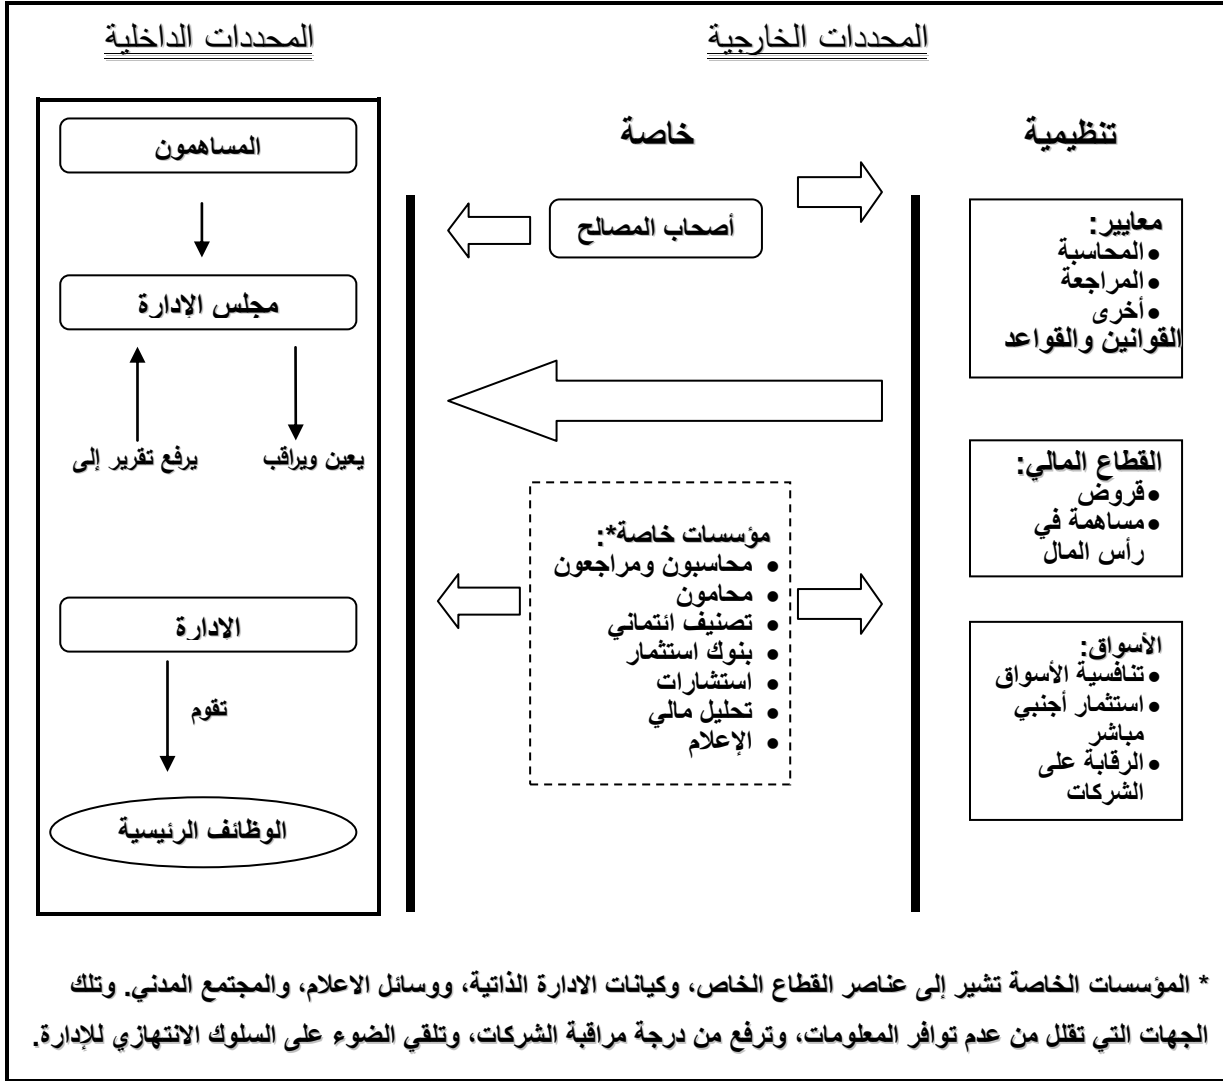 المحددات الخارجية
المحددات الداخلية
تنظيمية
معايير:
• المحاسبة
• المراجعة
• أخرى
القوانين والقواعد
القطاع المالي:
• قروض
• مساهمة في
رأس المال
الأسواق:
• تنافسية الأسواق
• استثمار أجنبي
مباشر
• الرقابة على
الشركات
خاصة
أصحاب المصالح
مؤسسات خاصة*:
• محاسبون ومراجعون
• محامون
• تصنيف ائتماني
• بنوك استثمار
• استشارات
• تحليل مالي
• الإعلام
المساهمون
مجلس الإدارة
يعين ويراقب
يرفع تقرير إلى
الادارة
تقوم
الوظائف الرئيسية
* المؤسسات الخاصة تشير إلى عناصر القطاع الخاص، وكيانات الادارة الذاتية، ووسائل الاعلام، والمجتمع المدني. وتلك
الجهات التي تقلل من عدم توافر المعلومات، وترفع من درجة مراقبة الشركات، وتلقي الضوء على السلوك الانتهازي للإدارة.